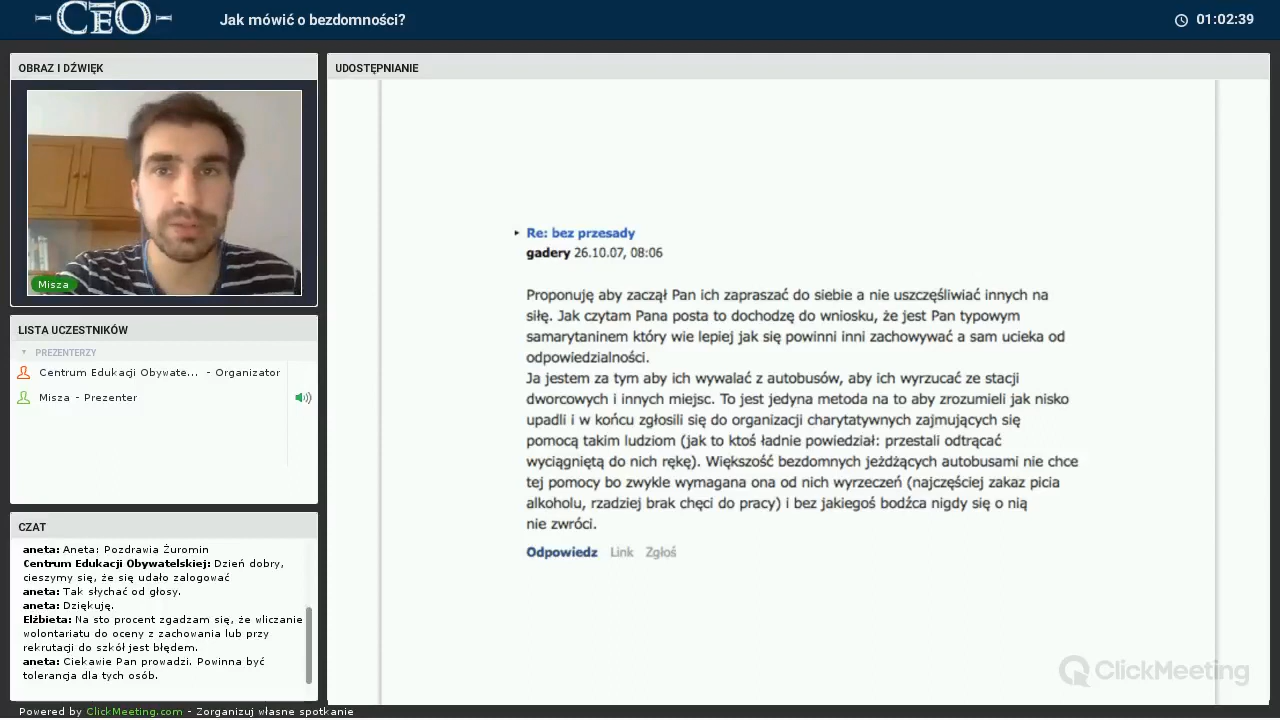 CEO
Jak mówić o bezdomności?
01:02:39
OBRAZ I DŹWIĘK
Misza
LISTA UCZESTNIKÓW
PREZENTERZY
Centrum Edukacji Obywate... - Organizator
Misza - Prezenter
CZAT
aneta: Aneta: Pozdrawia Żuromin
Centrum Edukacji Obywatelskiej: Dzień dobry,
cieszymy się, że się udało zalogować
aneta: Tak słychać od głosy.
aneta: Dziękuję.
Elżbieta: Na sto procent zgadzam się, że wliczanie
wolontariatu do oceny z zachowania lub przy
rekrutacji do szkół jest błędem.
aneta: Ciekawie Pan prowadzi. Powinna być
tolerancja dla tych osób.
UDOSTĘPNIANIE
Re: bez przesady
gadery 26.10.07, 08:06
Proponuję aby zaczął Pan ich zapraszać do siebie a nie uszczęśliwiać innych na
siłę. Jak czytam Pana posta to dochodzę do wniosku, że jest Pan typowym
samarytaninem który wie lepiej jak się powinni inni zachowywać a sam ucieka od
odpowiedzialności.
Ja jestem za tym aby ich wywalać z autobusów, aby ich wyrzucać ze stacji
dworcowych i innych miejsc. To jest jedyna metoda na to aby zrozumieli jak nisko
upadli i w końcu zgłosili się do organizacji charytatywnych zajmujących się
pomocą takim ludziom (jak to ktoś ładnie powiedział: przestali odtrącać
wyciągniętą do nich rękę). Większość bezdomnych jeżdżących autobusami nie chce
tej pomocy bo zwykle wymagana ona od nich wyrzeczeń (najczęściej zakaz picia
alkoholu, rzadziej brak chęci do pracy) i bez jakiegoś bodźca nigdy się o nią
nie zwróci.
Odpowiedz Link Zgłoś
ClickMeeting
Powered by ClickMeeting.com - Zorganizuj własne spotkanie